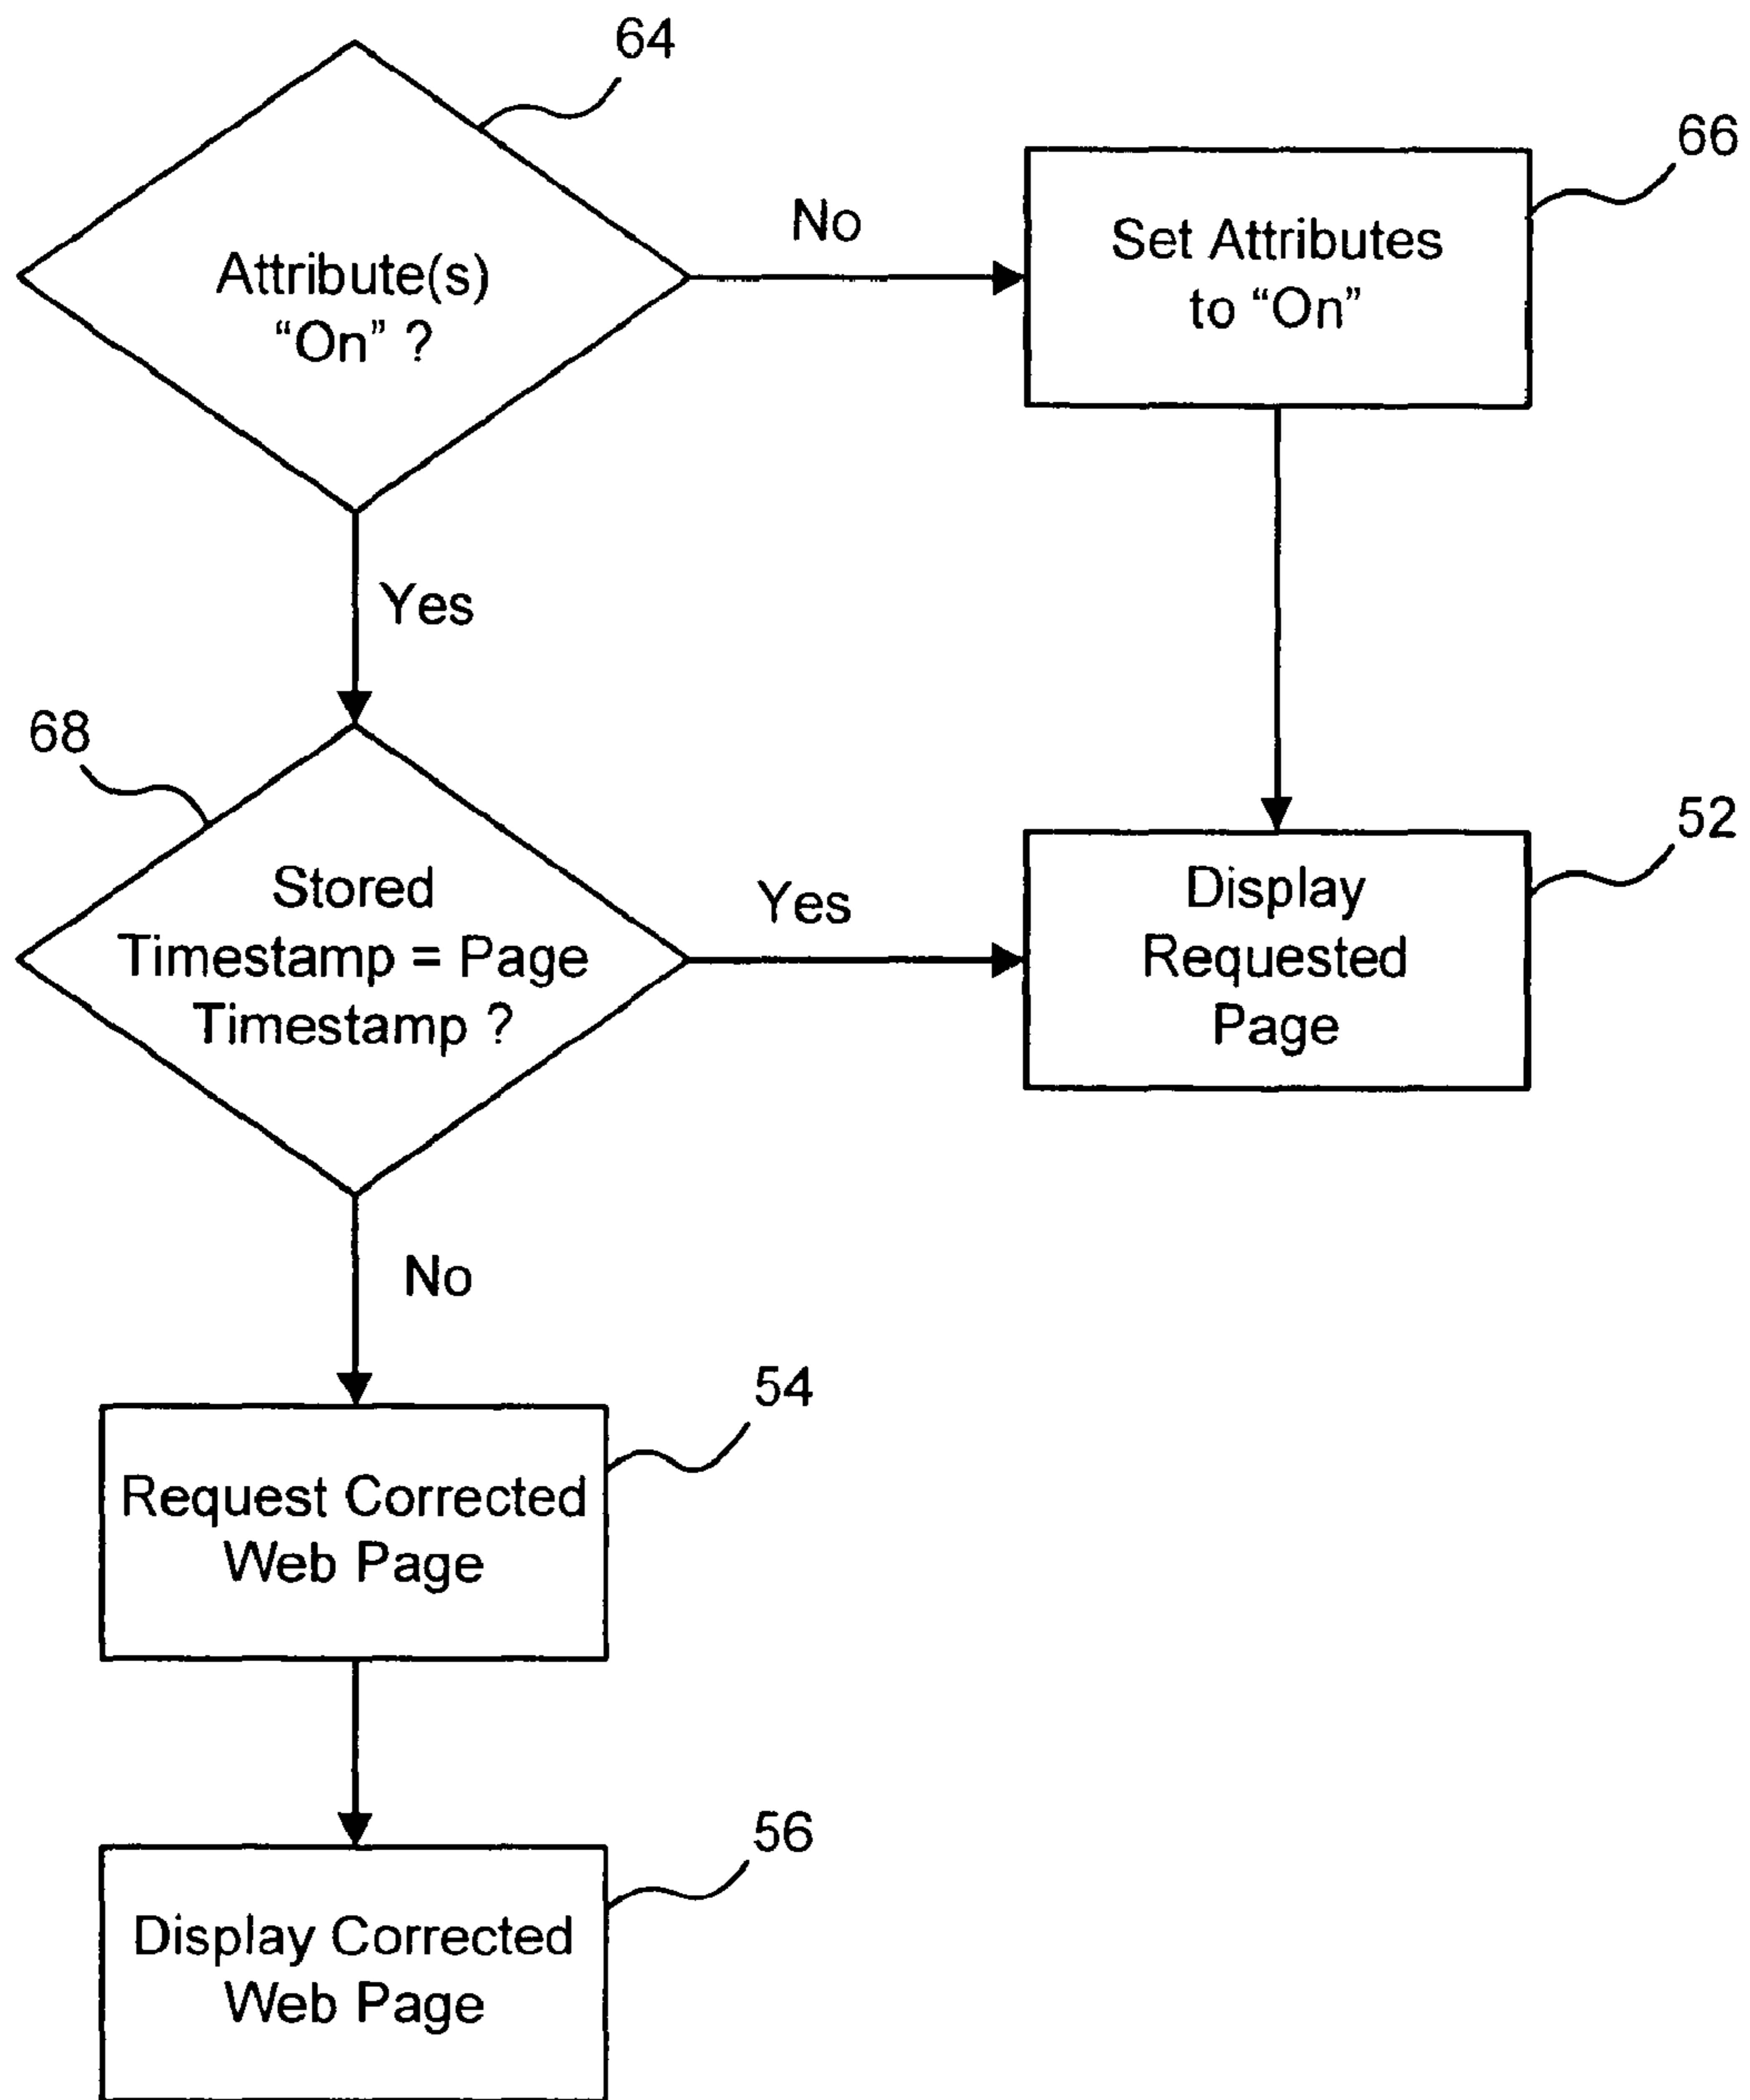 64
Attribute(s)
“On” ?
No
66
Set Attributes
to “On”
Yes
68
Stored
Timestamp = Page
Timestamp ?
Yes
52
Display
Requested
Page
No
54
Request Corrected
Web Page
56
Display Corrected
Web Page